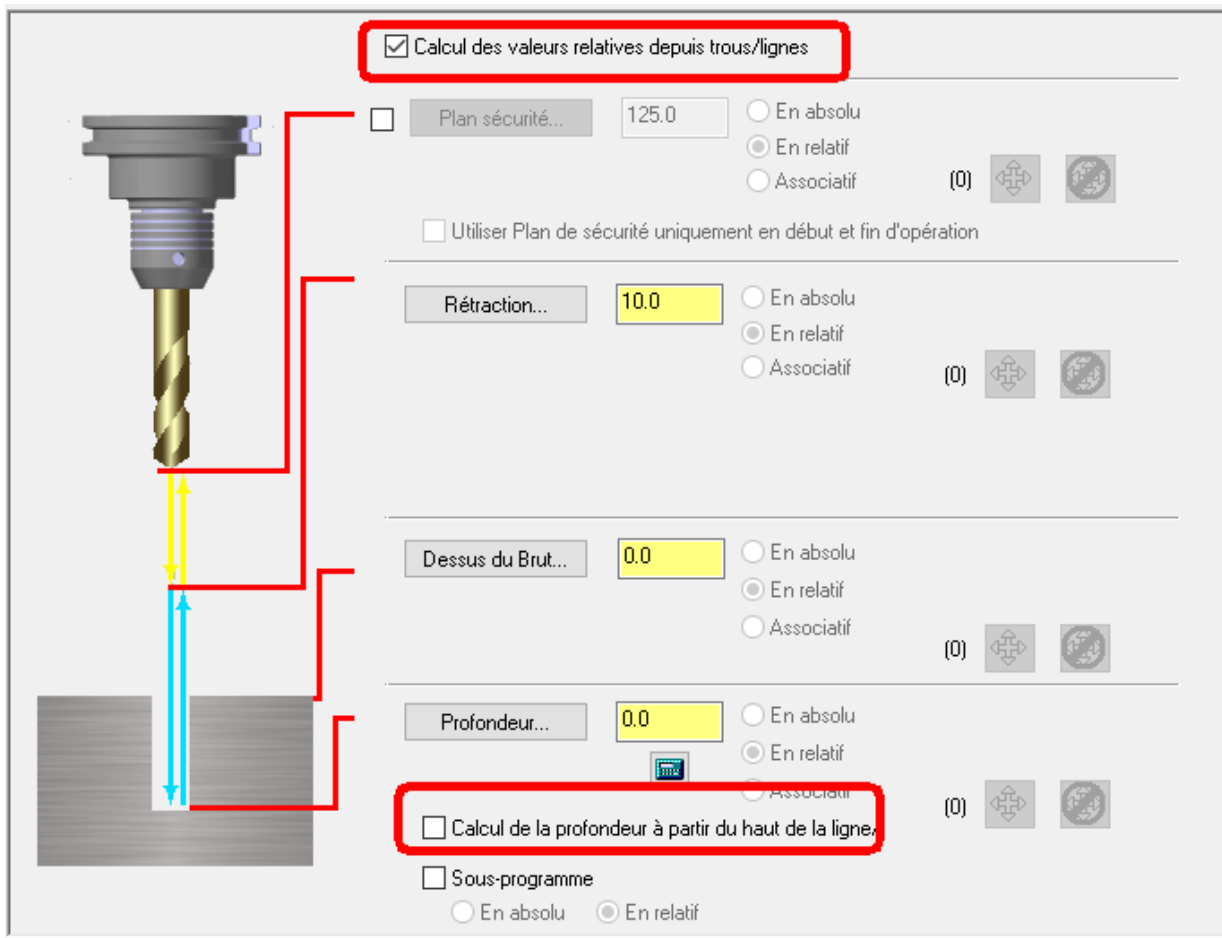 Calcul des valeurs relatives depuis trous/lignes
Plan sécurité... 125.0 En absolu
En relatif
Associatif (0)
Utiliser Plan de sécurité uniquement en début et fin d'opération
Rétraction... 10.0 En absolu
En relatif
Associatif (0)
Dessus du Brut... 0.0 En absolu
En relatif
Associatif (0)
Profondeur... 0.0 En absolu
En relatif
Associatif (0)
Calcul de la profondeur à partir du haut de la ligne/
Sous-programme
En absolu En relatif